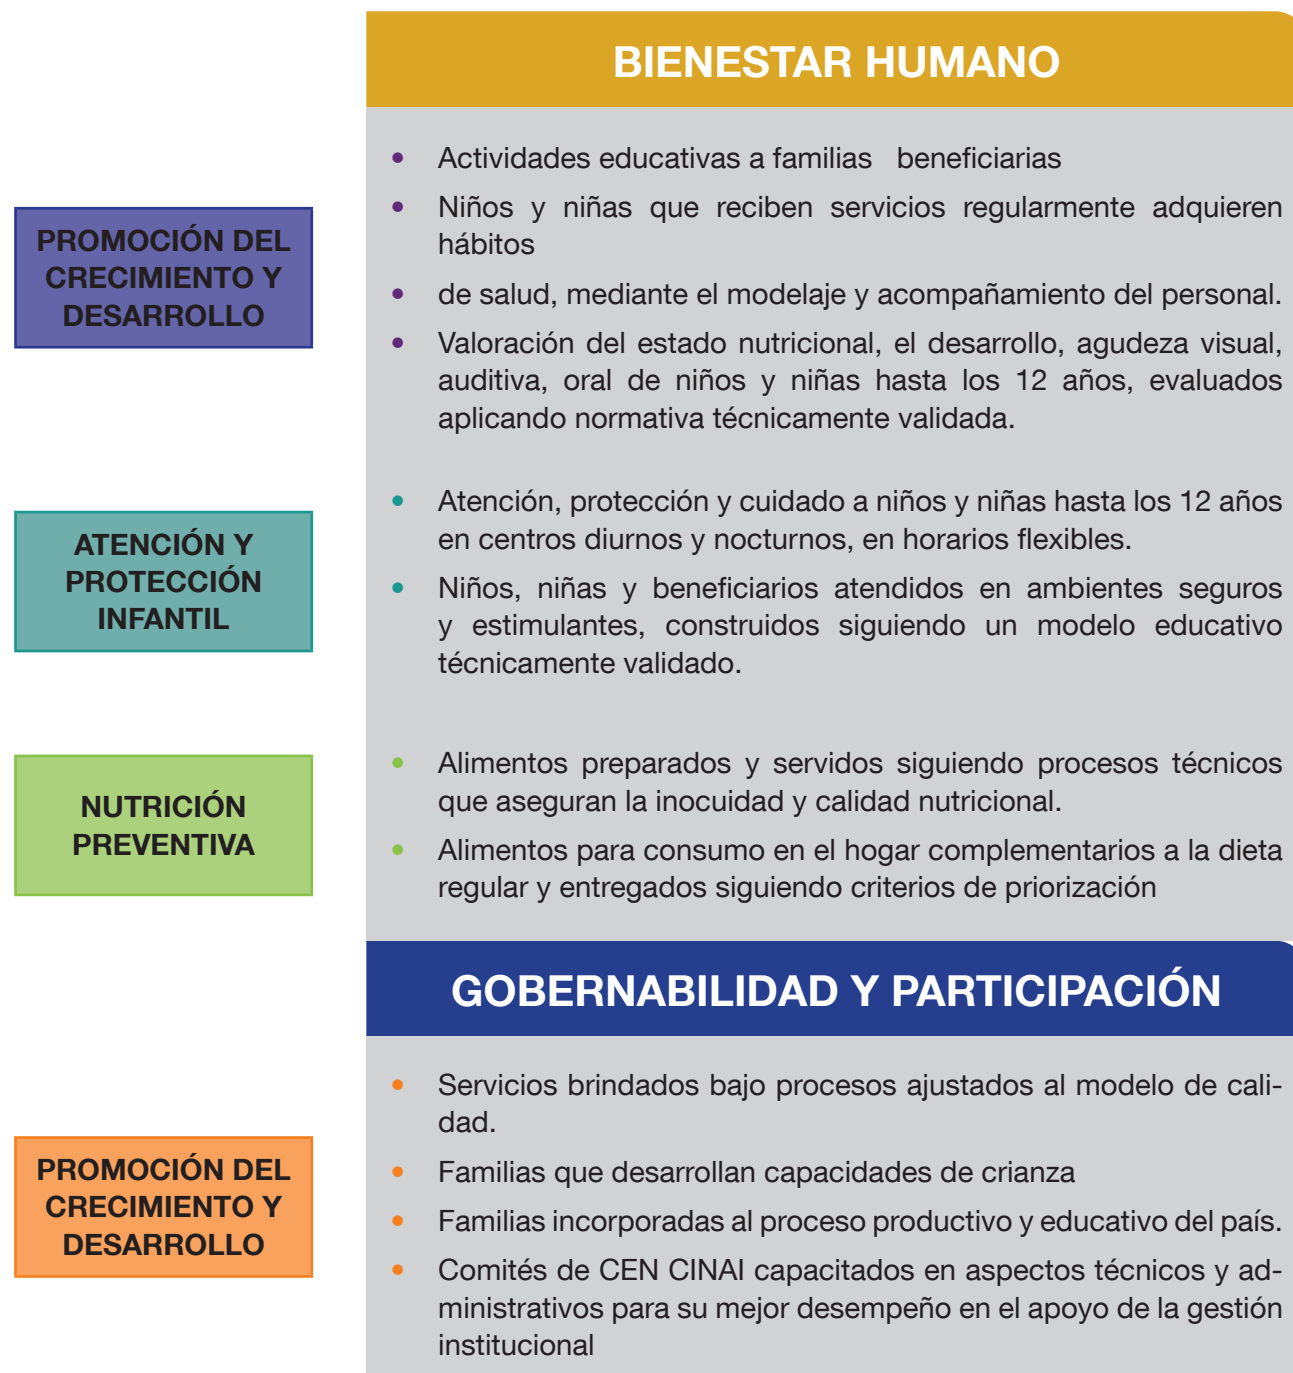 BIENESTAR HUMANO
PROMOCIÓN DEL
CRECIMIENTO Y
DESARROLLO
• Actividades educativas a familias beneficiarias
• Niños y niñas que reciben servicios regularmente adquieren
hábitos
• de salud, mediante el modelaje y acompañamiento del personal.
• Valoración del estado nutricional, el desarrollo, agudeza visual,
auditiva, oral de niños y niñas hasta los 12 años, evaluados
aplicando normativa técnicamente validada.
ATENCIÓN Y
PROTECCIÓN
INFANTIL
• Atención, protección y cuidado a niños y niñas hasta los 12 años
en centros diurnos y nocturnos, en horarios flexibles.
• Niños, niñas y beneficiarios atendidos en ambientes seguros
y estimulantes, construidos siguiendo un modelo educativo
técnicamente validado.
NUTRICIÓN
PREVENTIVA
• Alimentos preparados y servidos siguiendo procesos técnicos
que aseguran la inocuidad y calidad nutricional.
• Alimentos para consumo en el hogar complementarios a la dieta
regular y entregados siguiendo criterios de priorización
GOBERNABILIDAD Y PARTICIPACIÓN
PROMOCIÓN DEL
CRECIMIENTO Y
DESARROLLO
• Servicios brindados bajo procesos ajustados al modelo de cali-
dad.
• Familias que desarrollan capacidades de crianza
• Familias incorporadas al proceso productivo y educativo del país.
• Comités de CEN CINAI capacitados en aspectos técnicos y ad-
ministrativos para su mejor desempeño en el apoyo de la gestión
institucional